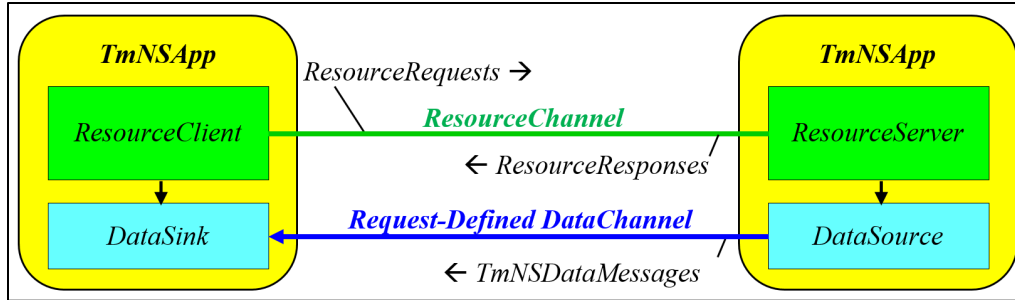 TmNSApp
TmNSApp
ResourceRequests →
ResourceClient
ResourceChannel
ResourceServer
← ResourceResponses
Request-Defined DataChannel
DataSink
DataSource
← TmNSDataMessages